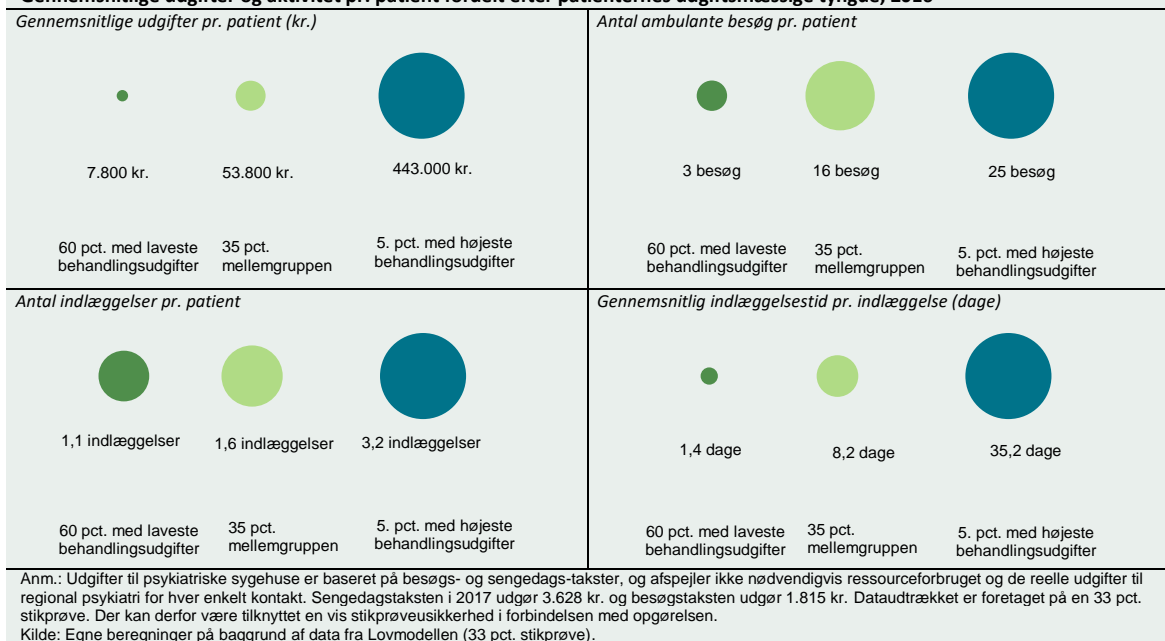 Gennemsnitlige udgifter pr. patient (kr.)
7.800 kr.
53.800 kr.
443.000 kr.
60 pct. med laveste
behandlingsudgifter
35 pct.
mellemgruppen
5. pct. med højeste
behandlingsudgifter
Antal ambulante besøg pr. patient
3 besøg
16 besøg
25 besøg
60 pct. med laveste
behandlingsudgifter
35 pct.
mellemgruppen
5. pct. med højeste
behandlingsudgifter
Antal indlæggelser pr. patient
1,1 indlæggelser
1,6 indlæggelser
3,2 indlæggelser
60 pct. med laveste
behandlingsudgifter
35 pct.
mellemgruppen
5. pct. med højeste
behandlingsudgifter
Gennemsnitlig indlæggelsestid pr. indlæggelse (dage)
1,4 dage
8,2 dage
35,2 dage
60 pct. med laveste
behandlingsudgifter
35 pct.
mellemgruppen
5. pct. med højeste
behandlingsudgifter
Anm.: Udgifter til psykiatriske sygehuse er baseret på besøgs- og sengedags-takster, og afspejler ikke nødvendigvis ressourceforbruget og de reelle udgifter til
regional psykiatri for hver enkelt kontakt. Sengedagstaksten i 2017 udgør 3.628 kr. og besøgstaksten udgør 1.815 kr. Dataudtrækket er foretaget på en 33 pct.
stikprøve. Der kan derfor være tilknyttet en vis stikprøveusikkerhed i forbindelsen med opgørelsen.
Kilde: Egne beregninger på baggrund af data fra Lovmodellen (33 pct. stikprøve).